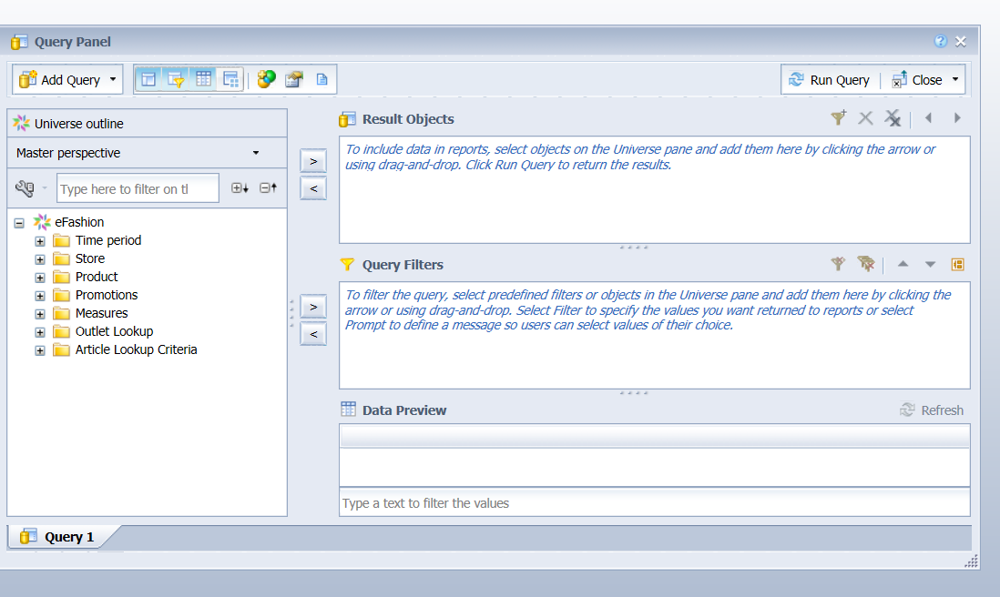 Query Panel
Add Query
Run Query
Close
Universe outline
Master perspective
Type here to filter on tl
eFashion
Time period
Store
Product
Promotions
Measures
Outlet Lookup
Article Lookup Criteria
>
<
>
<
Result Objects
To include data in reports, select objects on the Universe pane and add them here by clicking the arrow or
using drag-and-drop. Click Run Query to return the results.
Query Filters
To filter the query, select predefined filters or objects in the Universe pane and add them here by clicking the
arrow or using drag-and-drop. Select Filter to specify the values you want returned to reports or select
Prompt to define a message so users can select values of their choice.
Data Preview
Refresh
Type a text to filter the values
Query 1